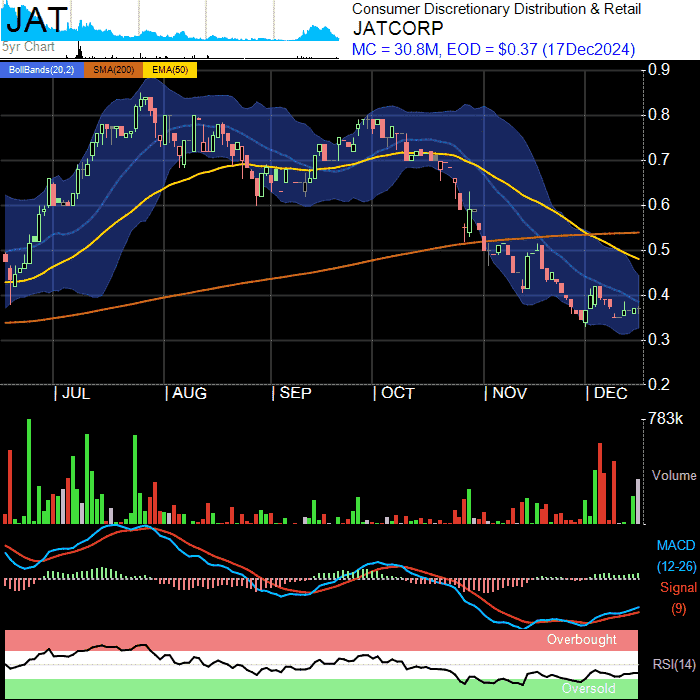 JAT
5yr Chart
Consumer Discretionary Distribution & Retail
JATCORP
MC = 30.8M, EOD = $0.37 (17Dec2024)
BollBands(20,2) SMA(200) EMA(50)
0.9
0.8
0.7
0.6
0.5
0.4
0.3
0.2
| JUL | AUG | SEP | OCT | NOV | DEC
783k
Volume
MACD
(12-26)
Signal
(9)
Overbought
RSI(14)
Oversold